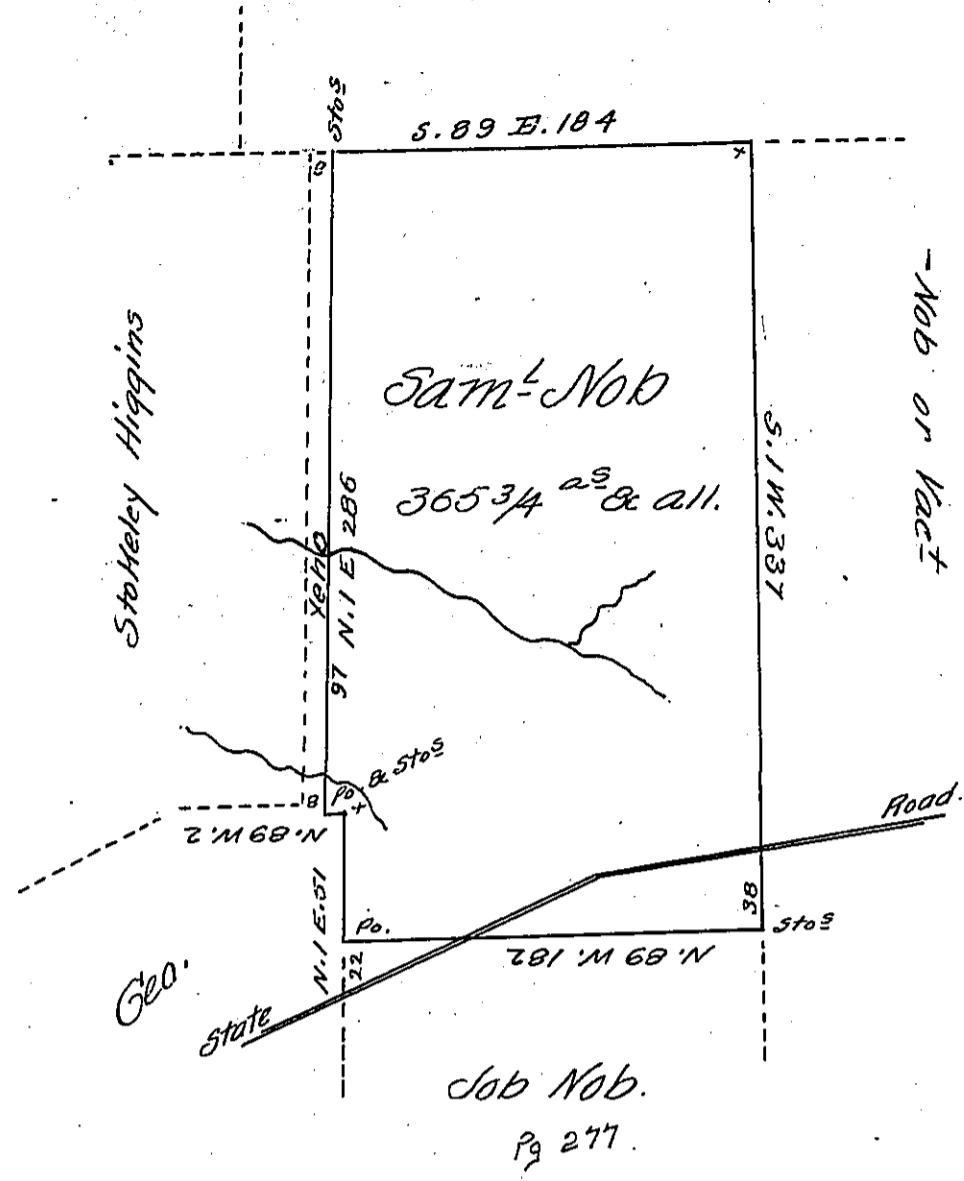 Stos
S. 89 E. 184
x
Stokeley Higgins
Saml Nob
365 3/4 as & all.
– Nob or Vact
S. 1 W. 337
97 N. 1 E 286
Po. & Stos
x
8
N. 89 W. 2
Road.
38
Stos
N. 1 E. 51
Po.
22
N. 89 W. 182
Geo.
State
Job Nob.
Pg 277.